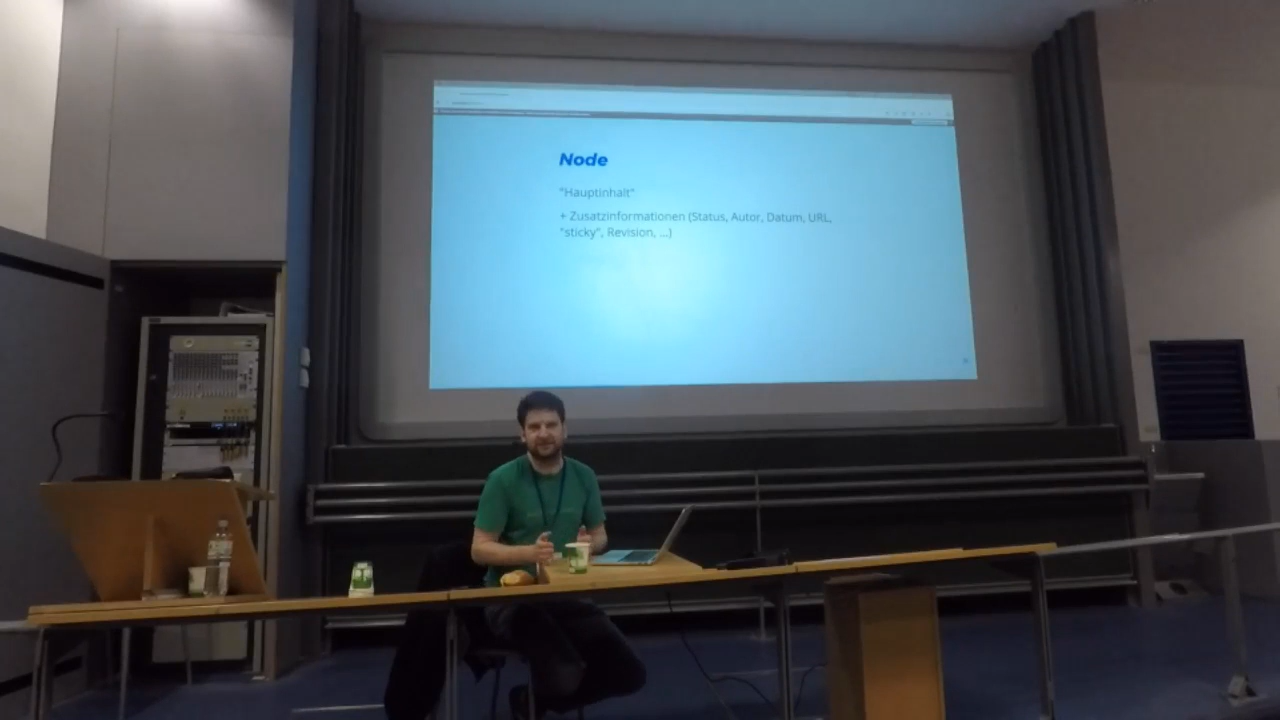 Node
"Hauptinhalt"
+ Zusatzinformationen (Status, Autor, Datum, URL,
"sticky", Revision, ...)